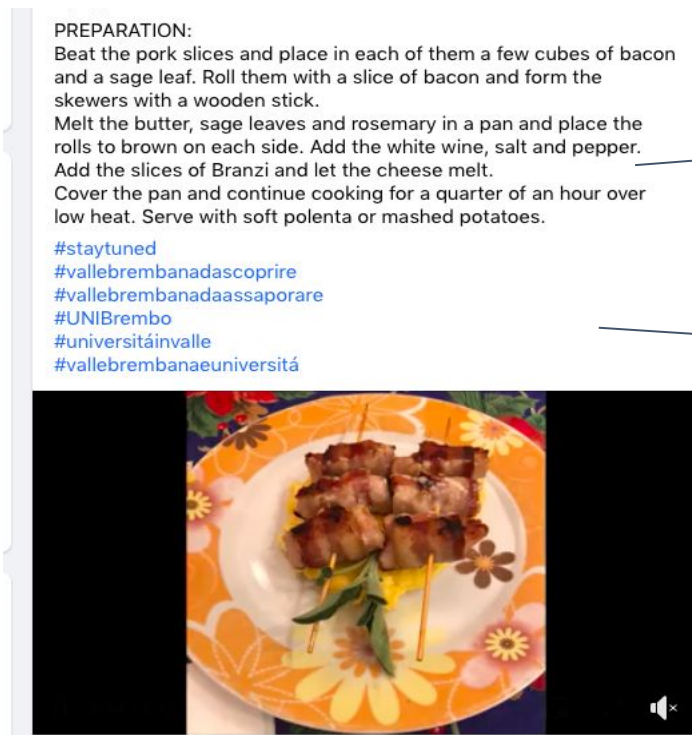 PREPARATION:
Beat the pork slices and place in each of them a few cubes of bacon
and a sage leaf. Roll them with a slice of bacon and form the
skewers with a wooden stick.
Melt the butter, sage leaves and rosemary in a pan and place the
rolls to brown on each side. Add the white wine, salt and pepper.
Add the slices of Branzi and let the cheese melt.
Cover the pan and continue cooking for a quarter of an hour over
low heat. Serve with soft polenta or mashed potatoes.
#staytuned
#vallebrembanadascoprire
#vallebrembanadaassaporare
#UNIBrembo
#universitáinvalle
#vallebrembanaeuniversitá